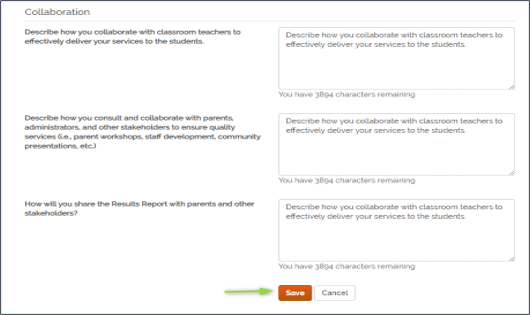 Collaboration
Describe how you collaborate with classroom teachers to
effectively deliver your services to the students.
Describe how you collaborate with classroom teachers to
effectively deliver your services to the students.
You have 3894 characters remaining
Describe how you consult and collaborate with parents,
administrators, and other stakeholders to ensure quality
services (i.e., parent workshops, staff development, community
presentations, etc.)
Describe how you collaborate with classroom teachers to
effectively deliver your services to the students.
You have 3894 characters remaining
How will you share the Results Report with parents and other
stakeholders?
Describe how you collaborate with classroom teachers to
effectively deliver your services to the students.
You have 3894 characters remaining
Save Cancel